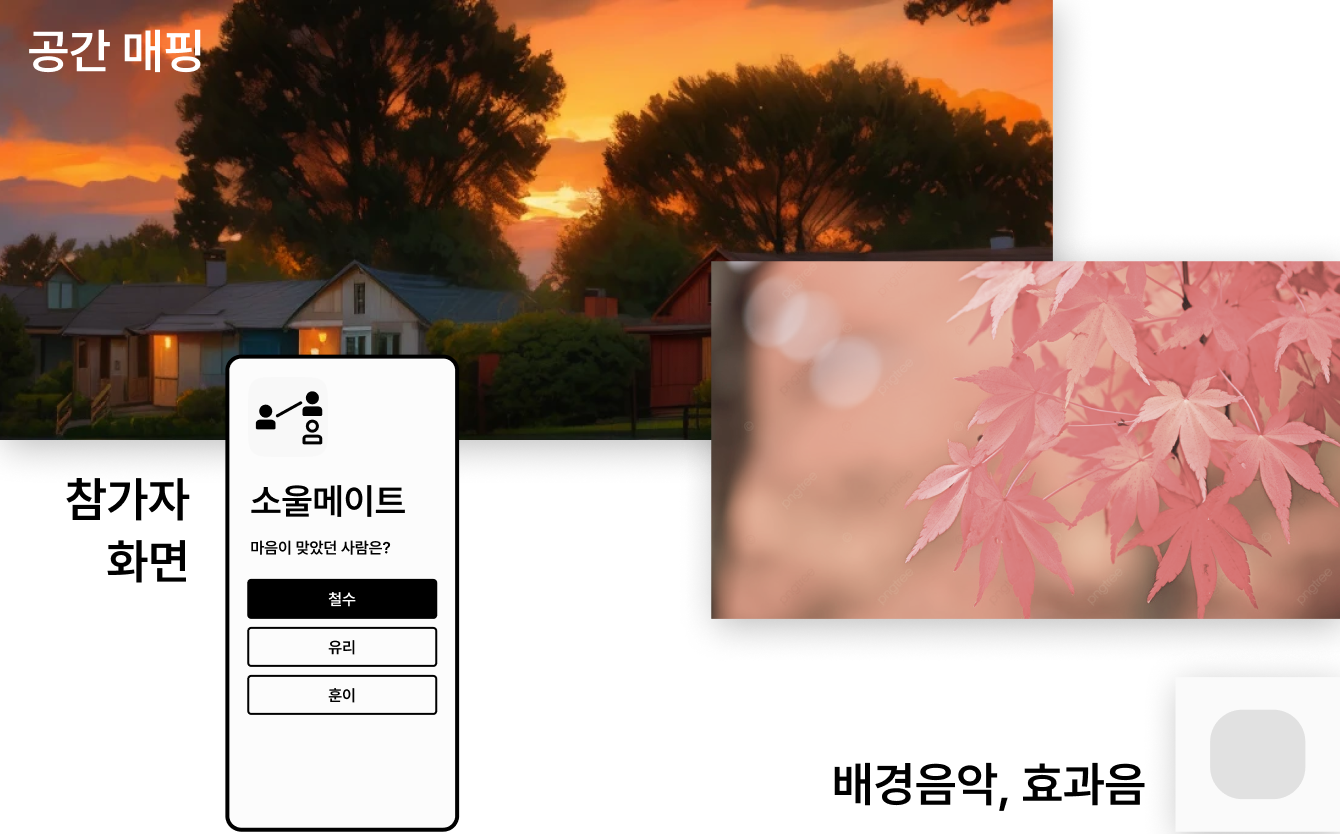 공간 매핑
참가자
화면
소울메이트
마음이 맞았던 사람은?
철수
유리
훈이
배경음악, 효과음
pngtree